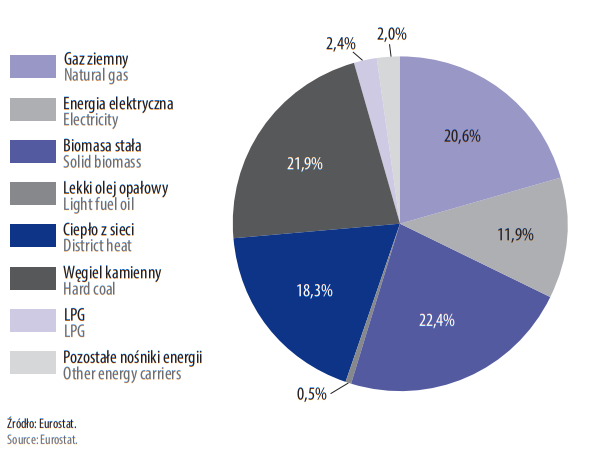 Gaz ziemny
Natural gas
Energia elektryczna
Electricity
Biomasa stała
Solid biomass
Lekki olej opałowy
Light fuel oil
Ciepło z sieci
District heat
Węgiel kamienny
Hard coal
LPG
LPG
Pozostałe nośniki energii
Other energy carriers
2,4%
2,0%
20,6%
21,9%
11,9%
18,3%
22,4%
0,5%
Źródło: Eurostat.
Source: Eurostat.